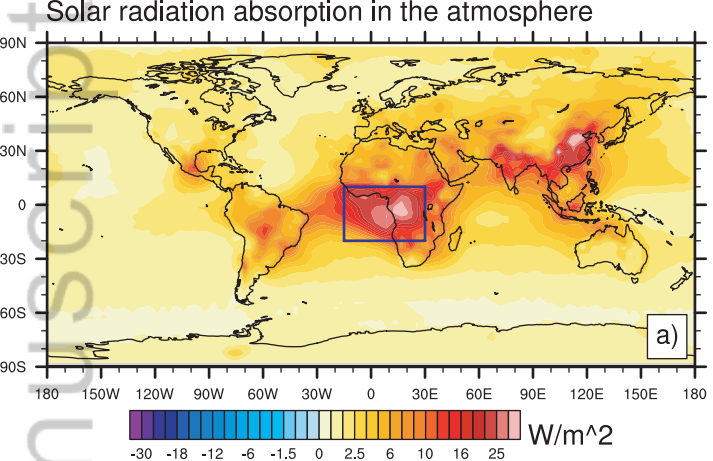 Solar radiation absorption in the atmosphere
90N
60N
30N
0
30S
60S
90S
a)
180 150W 120W 90W 60W 30W 0 30E 60E 90E 120E 150E 180
-30 -18 -12 -6 -1.5 0 2.5 6 10 16 25
W/m^2
nuscript